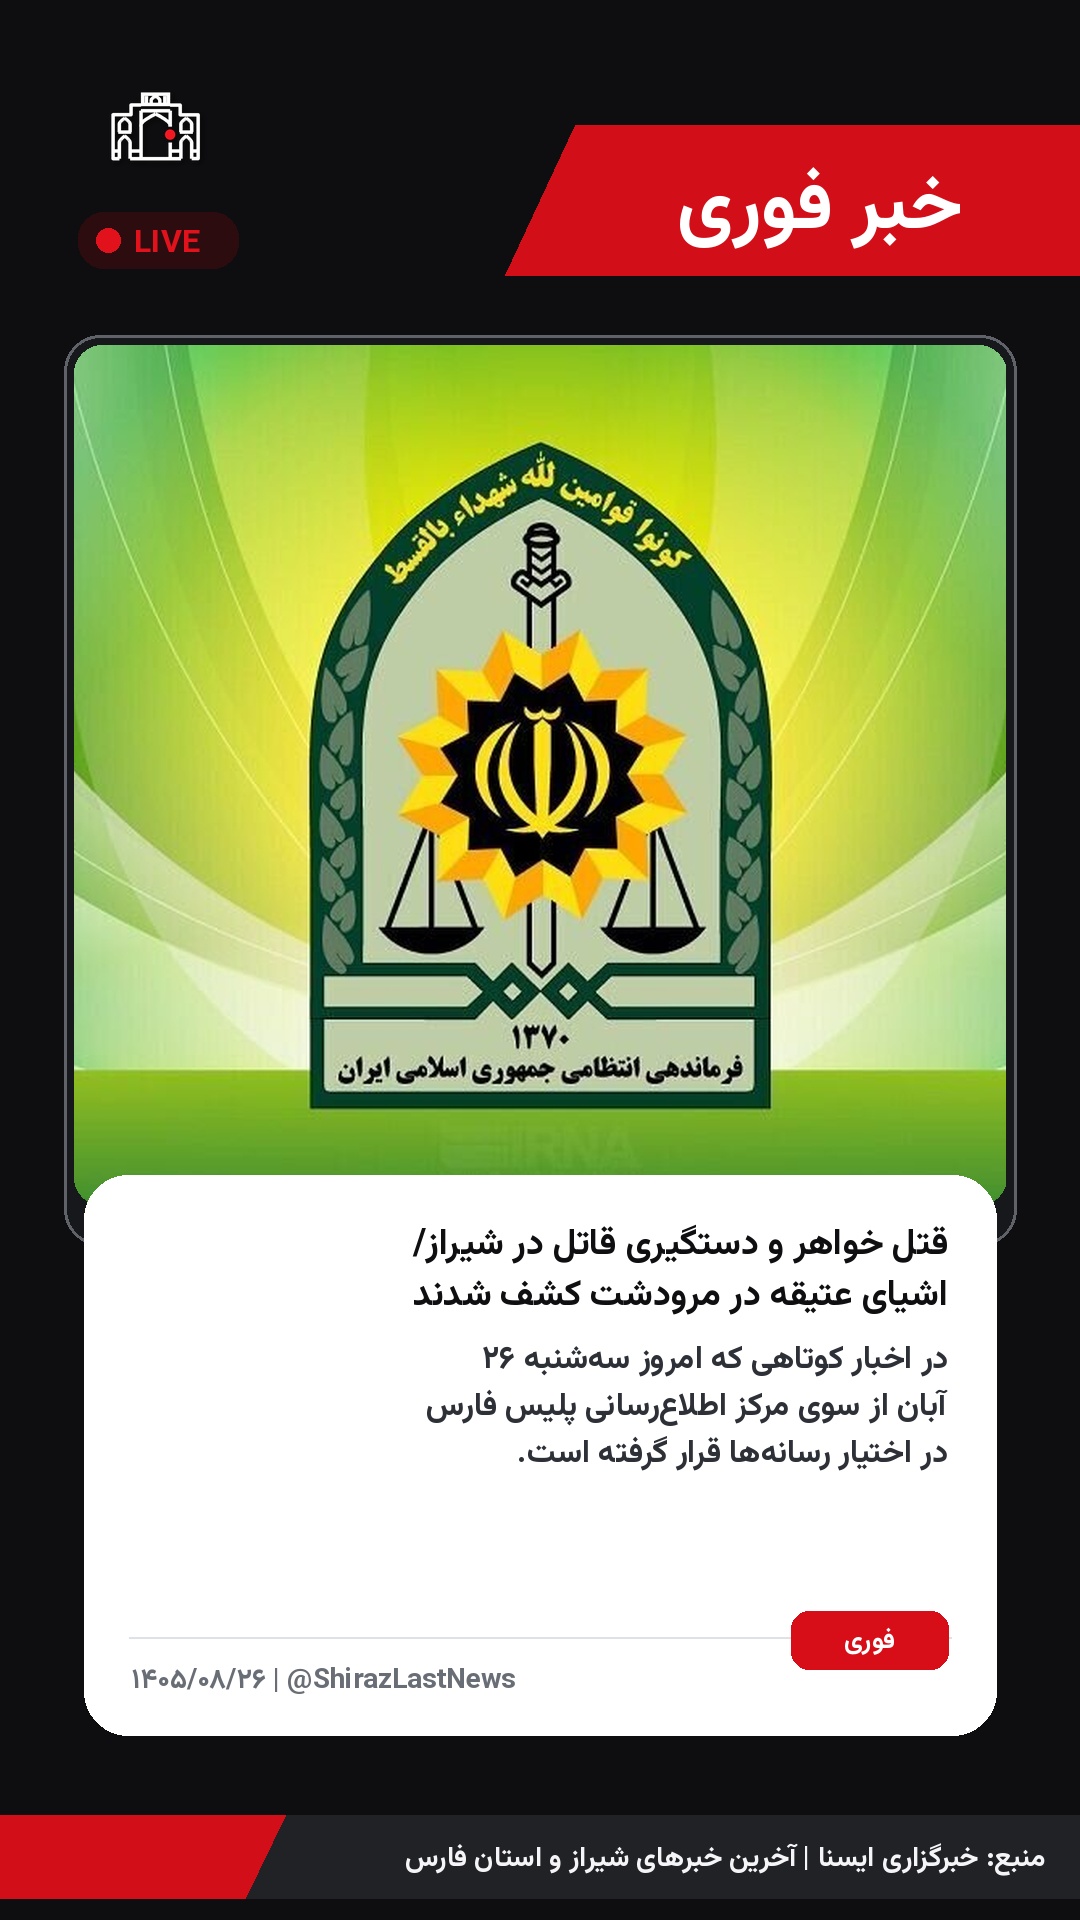 خبر فوری
LIVE
کونوا قوامین لله شهداء بالقسط
۱۳۷۰
فرماندهی انتظامی جمهوری اسلامی ایران
IRNA
قتل خواهر و دستگیری قاتل در شیراز/
اشیای عتیقه در مرودشت کشف شدند
در اخبار کوتاهی که امروز سه‌شنبه ۲۶
آبان از سوی مرکز اطلاع‌رسانی پلیس فارس
در اختیار رسانه‌ها قرار گرفته است.
فوری
۱۴۰۵/۰۸/۲۶ | @ShirazLastNews
منبع: خبرگزاری ایسنا | آخرین خبرهای شیراز و استان فارس